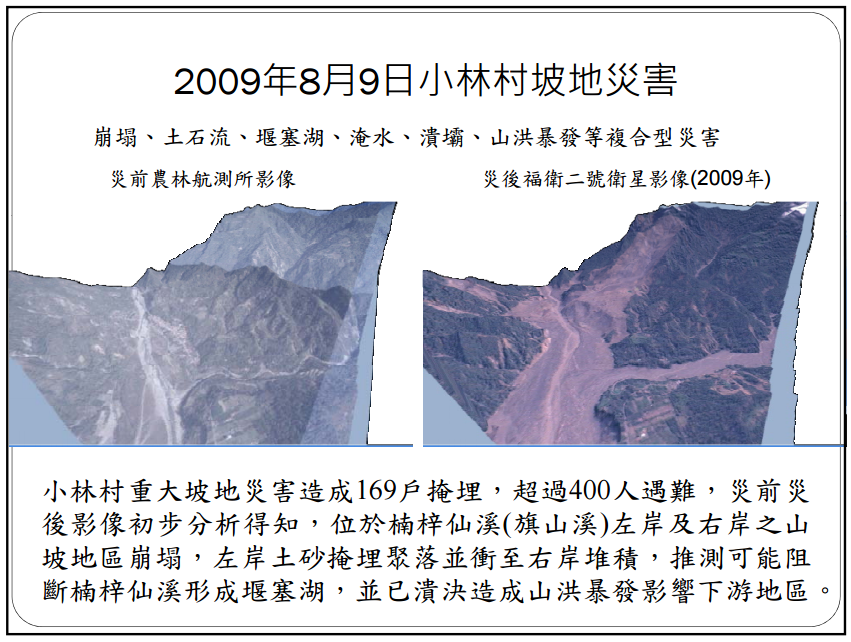 2009年8月9日小林村坡地災害
崩塌、土石流、堰塞湖、淹水、潰壩、山洪暴發等複合型災害
災前農林航測所影像
災後福衛二號衛星影像(2009年)
小林村重大坡地災害造成169戶掩埋，超過400人遇難，災前災
後影像初步分析得知，位於楠梓仙溪(旗山溪)左岸及右岸之山
坡地區崩塌，左岸土砂掩埋聚落並衝至右岸堆積，推測可能阻
斷楠梓仙溪形成堰塞湖，並已潰決造成山洪暴發影響下游地區。